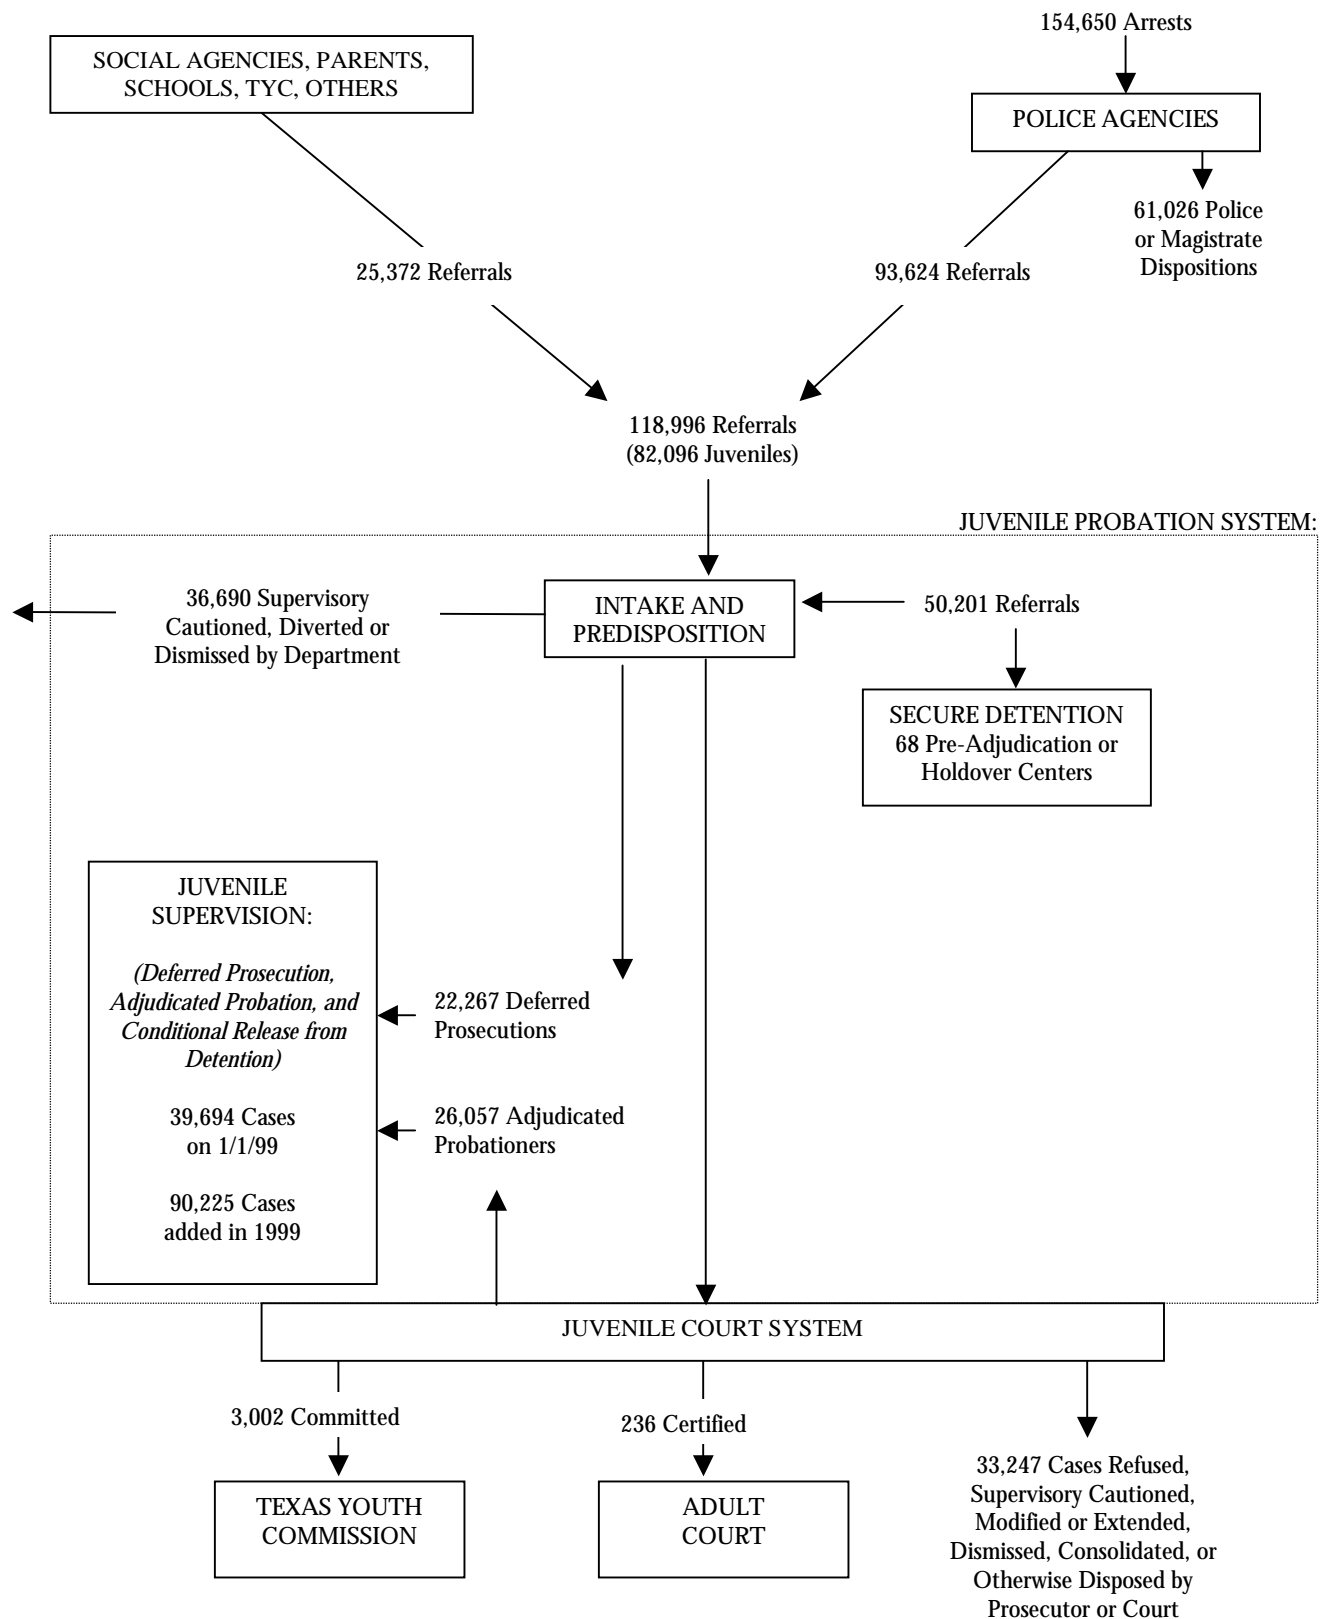 154,650 Arrests
SOCIAL AGENCIES, PARENTS,
SCHOOLS, TYC, OTHERS
POLICE AGENCIES
61,026 Police
or Magistrate
Dispositions
25,372 Referrals
93,624 Referrals
118,996 Referrals
(82,096 Juveniles)
JUVENILE PROBATION SYSTEM:
36,690 Supervisory
Cautioned, Diverted or
Dismissed by Department
INTAKE AND
PREDISPOSITION
50,201 Referrals
SECURE DETENTION
68 Pre-Adjudication or
Holdover Centers
JUVENILE
SUPERVISION:
(Deferred Prosecution,
Adjudicated Probation, and
Conditional Release from
Detention)
39,694 Cases
on 1/1/99
90,225 Cases
added in 1999
22,267 Deferred
Prosecutions
26,057 Adjudicated
Probationers
JUVENILE COURT SYSTEM
3,002 Committed
236 Certified
TEXAS YOUTH
COMMISSION
ADULT
COURT
33,247 Cases Refused,
Supervisory Cautioned,
Modified or Extended,
Dismissed, Consolidated, or
Otherwise Disposed by
Prosecutor or Court